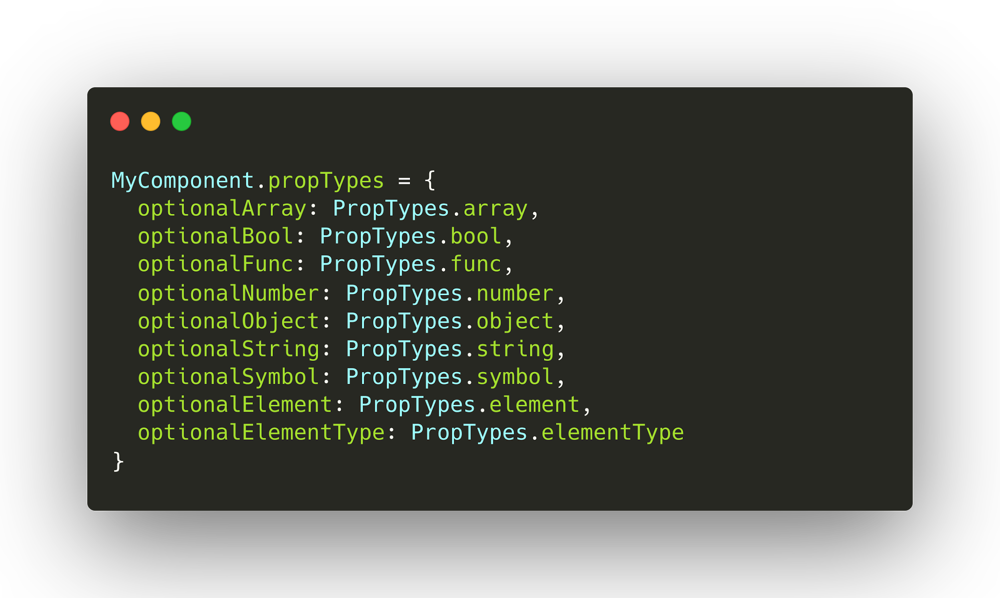 MyComponent.propTypes = {
  optionalArray: PropTypes.array,
  optionalBool: PropTypes.bool,
  optionalFunc: PropTypes.func,
  optionalNumber: PropTypes.number,
  optionalObject: PropTypes.object,
  optionalString: PropTypes.string,
  optionalSymbol: PropTypes.symbol,
  optionalElement: PropTypes.element,
  optionalElementType: PropTypes.elementType
}